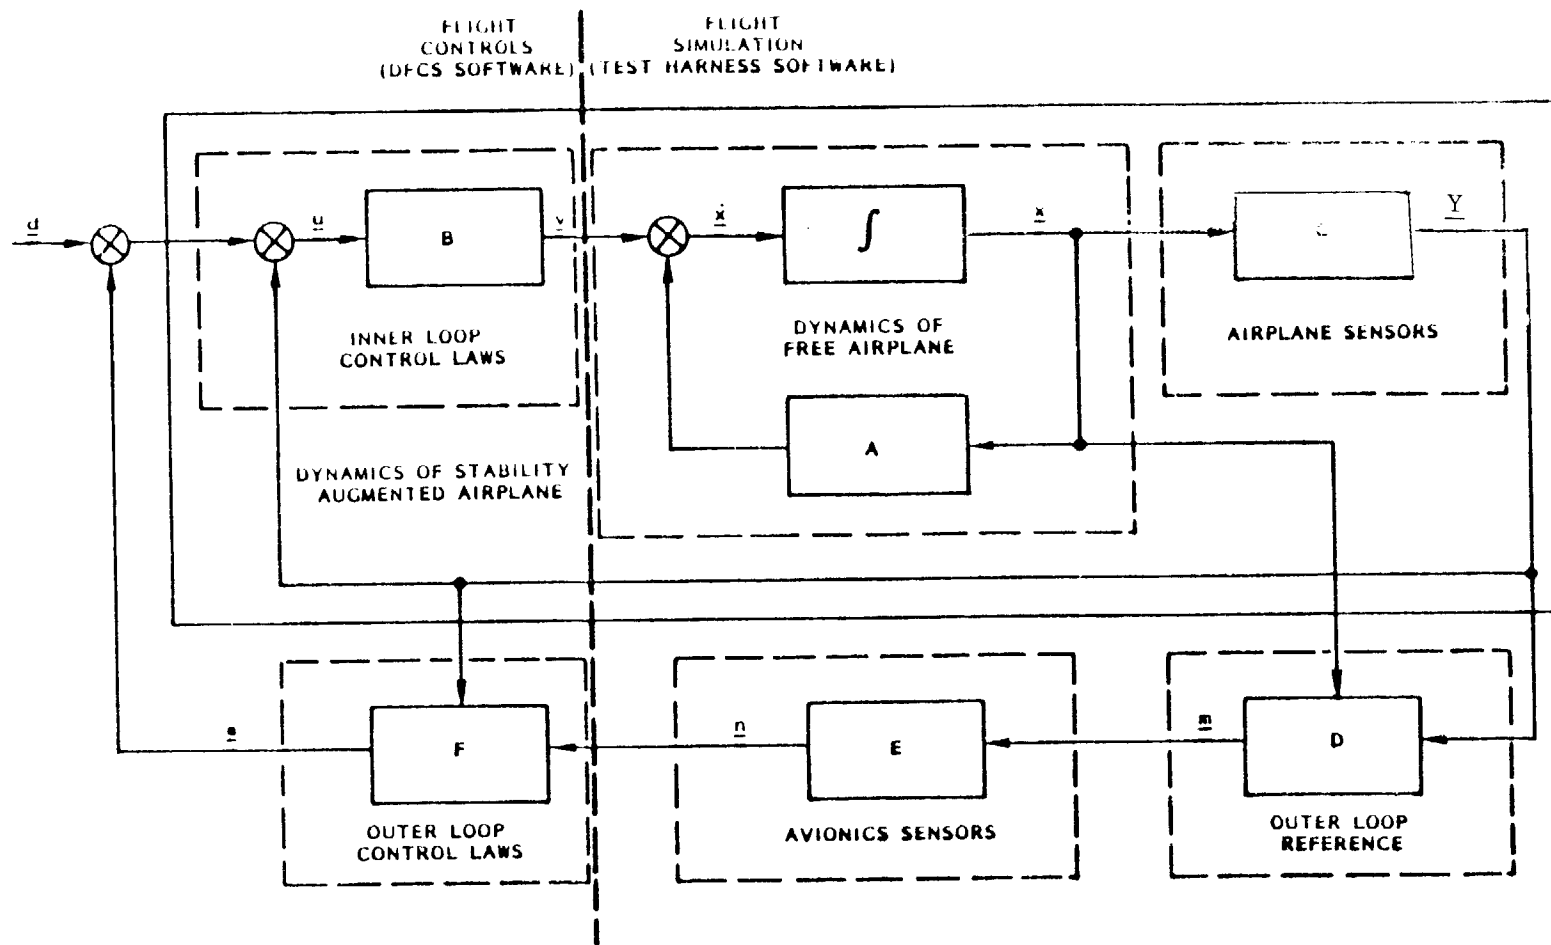 FLIGHT
CONTROLS
(DFCS SOFTWARE)
FLIGHT
SIMULATION
(TEST HARNESS SOFTWARE)
d
u
B
v
ẋ
∫
x
Y
INNER LOOP
CONTROL LAWS
DYNAMICS OF
FREE AIRPLANE
AIRPLANE SENSORS
A
DYNAMICS OF STABILITY
AUGMENTED AIRPLANE
F
n
E
m
D
OUTER LOOP
CONTROL LAWS
AVIONICS SENSORS
OUTER LOOP
REFERENCE